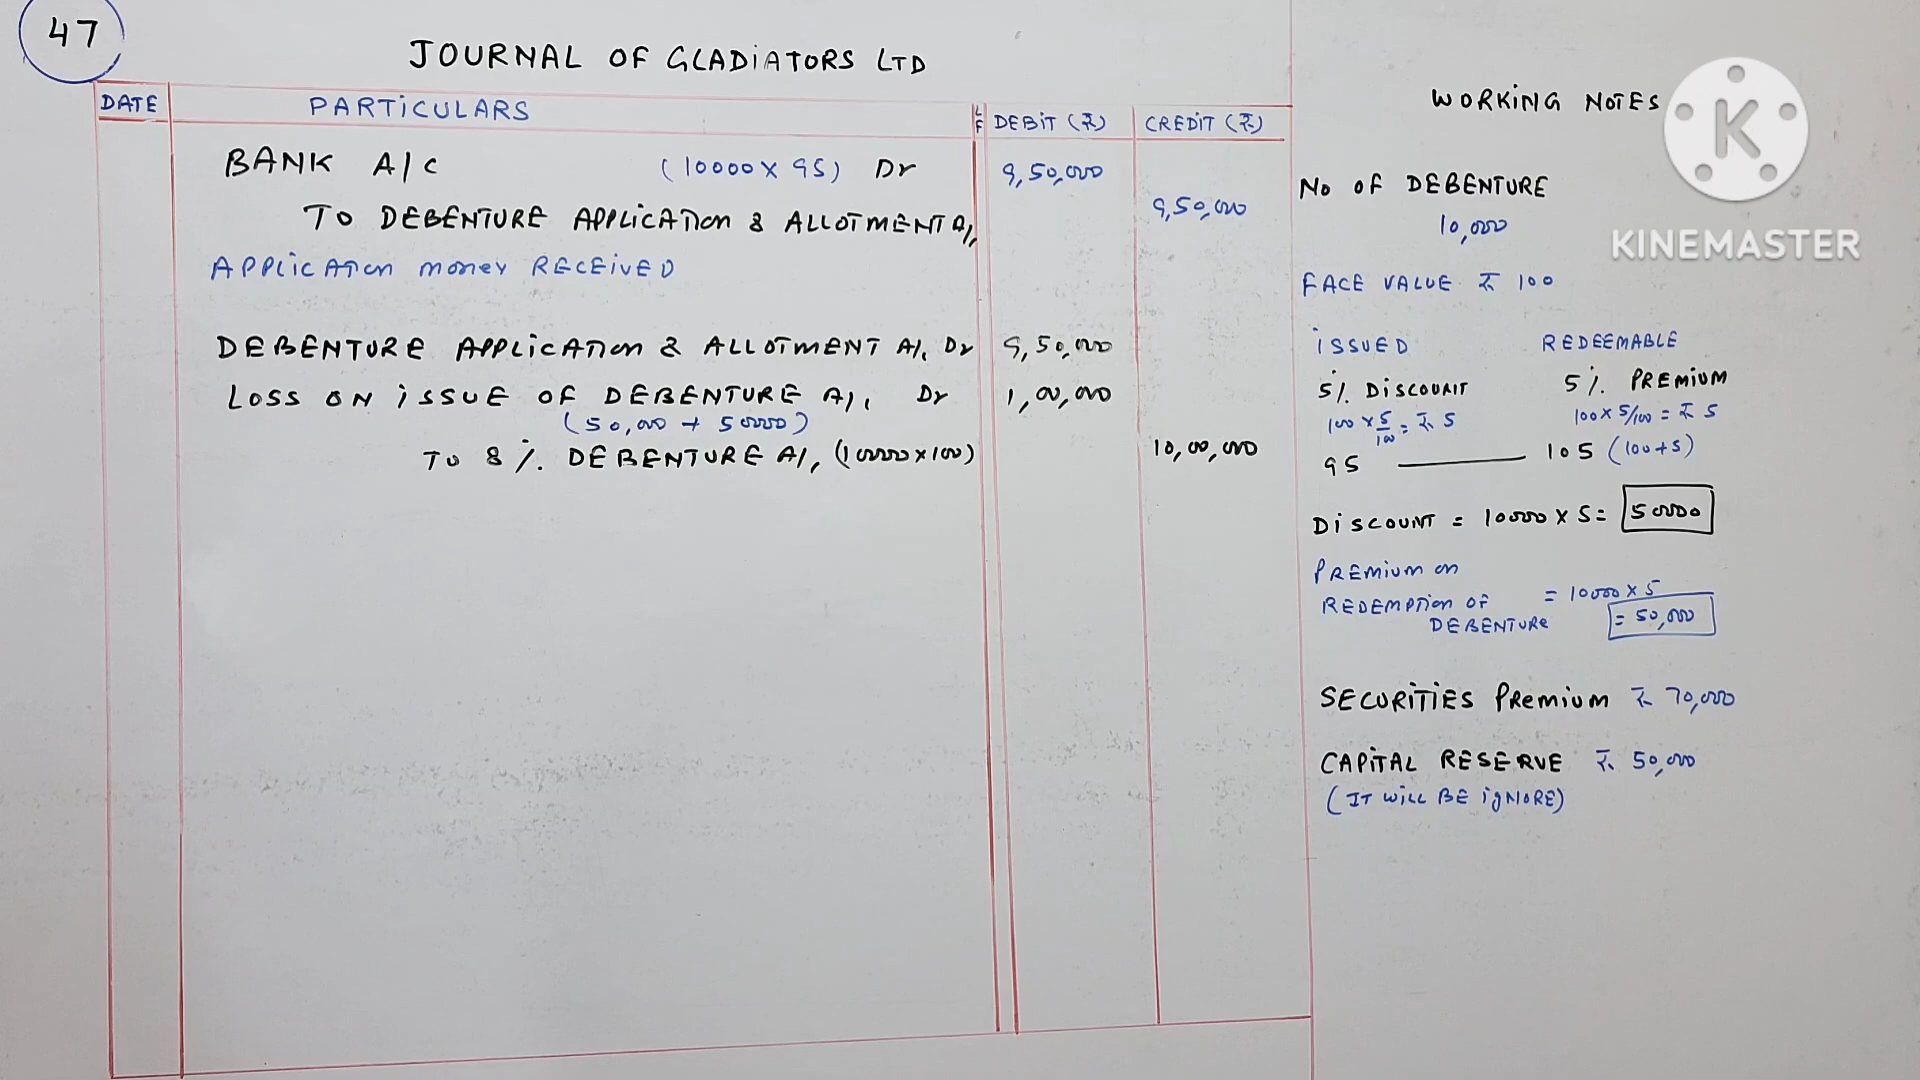 47
JOURNAL OF GLADIATORS LTD
DATE PARTICULARS LF DEBIT (₹) CREDIT (₹)
BANK A/C (10000 X 95) Dr 9,50,000
TO DEBENTURE APPLICATION & ALLOTMENT A/c 9,50,000
APPLICATION MONEY RECEIVED
DEBENTURE APPLICATION & ALLOTMENT A/c Dr 9,50,000
LOSS ON ISSUE OF DEBENTURE A/c Dr 1,00,000
(50,000 + 50000)
TO 8 % DEBENTURE A/c (10000 x 100) 10,00,000
WORKING NOTES
K
KINEMASTER
NO OF DEBENTURE
10,000
FACE VALUE ₹ 100
ISSUED REDEEMABLE
5% DISCOUNT 5% PREMIUM
100 x 5/100 = ₹ 5 100 x 5/100 = ₹ 5
95 105 (100+5)
DISCOUNT = 10000 X 5 = 50000
PREMIUM ON
REDEMPTION OF = 10000 X 5
DEBENTURE = 50,000
SECURITIES PREMIUM ₹ 70,000
CAPITAL RESERVE ₹ 50,000
(IT WILL BE IGNORE)